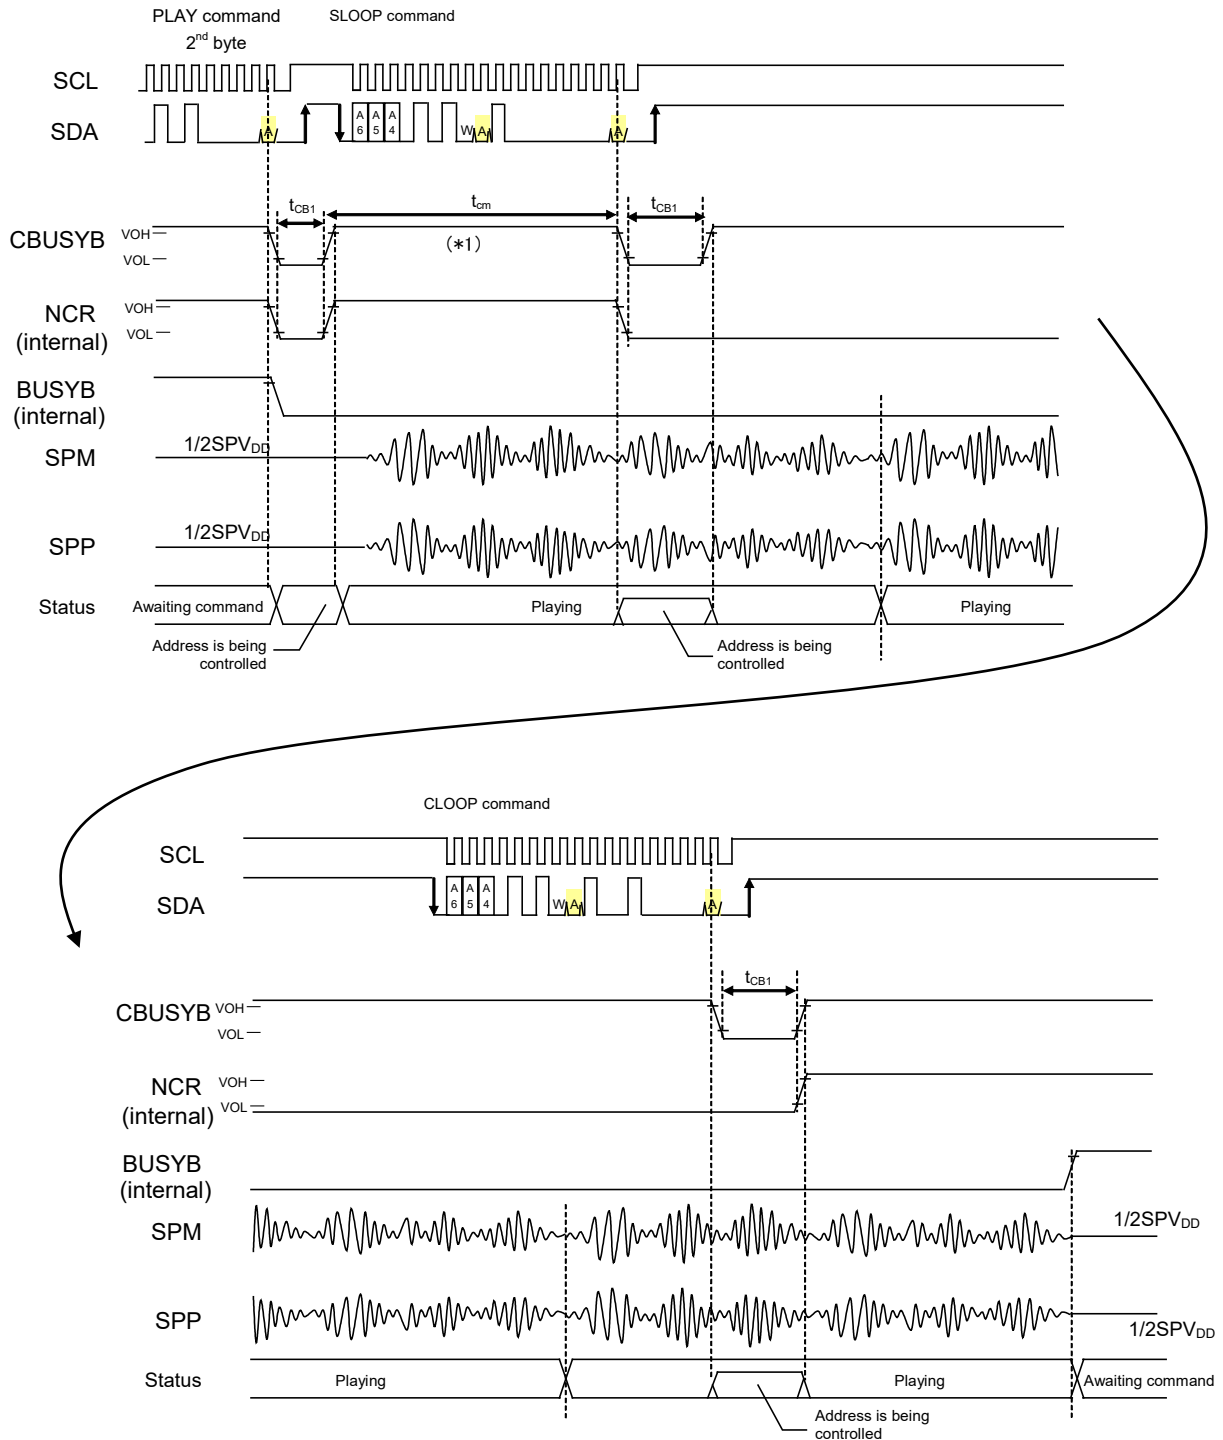 PLAY command
2nd byte
SLOOP command
SCL
SDA
A
A 6
A 5
A 4
W
A
A
tCB1
tcm
tCB1
CBUSYB
VOH
VOL
(*1)
NCR
(internal)
VOH
VOL
BUSYB
(internal)
SPM
1/2SPVDD
SPP
1/2SPVDD
Status
Awaiting command
Playing
Playing
Address is being
controlled
Address is being
controlled
CLOOP command
SCL
SDA
A 6
A 5
A 4
W
A
A
tCB1
CBUSYB
VOH
VOL
NCR
(internal)
VOH
VOL
BUSYB
(internal)
SPM
1/2SPVDD
SPP
1/2SPVDD
Status
Playing
Playing
Awaiting command
Address is being
controlled